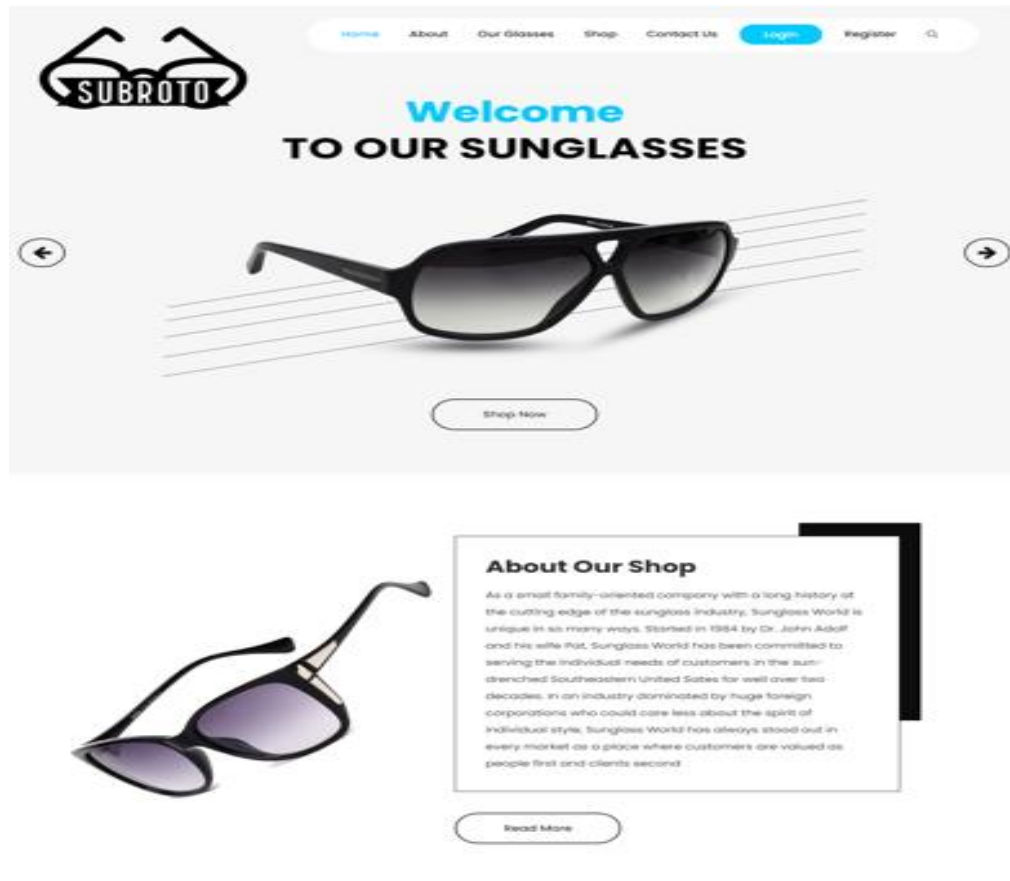 SUBROTO
Home About Our Glasses Shop Contact Us Login Register
Welcome
TO OUR SUNGLASSES
Shop Now
About Our Shop
As a small family-oriented company with a long history at
the cutting edge of the sunglass industry, Sunglass World is
unique in so many ways. Started in 1984 by Dr. John Adolf
and his wife Pat, Sunglass World has been committed to
serving the individual needs of customers in the sun-
drenched Southeastern United Sates for well over two
decades. In an industry dominated by huge foreign
corporations who could care less about the spirit of
individual style, Sunglass World has always stood out in
every market as a place where customers are valued as
people first and clients second
Read More